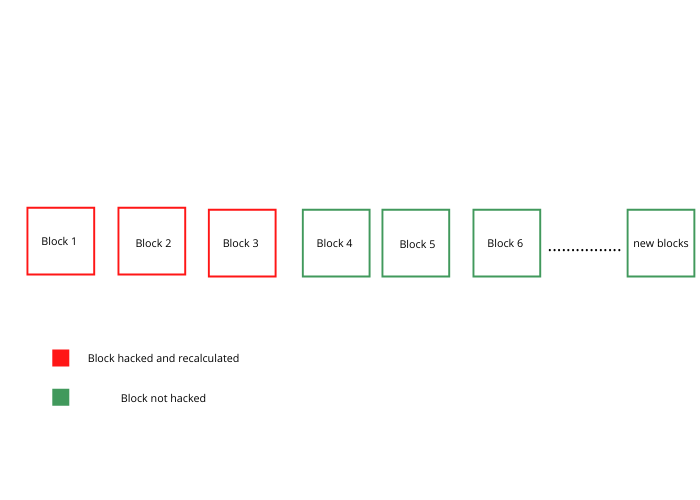 Block 1
Block 2
Block 3
Block 4
Block 5
Block 6
new blocks
Block hacked and recalculated
Block not hacked